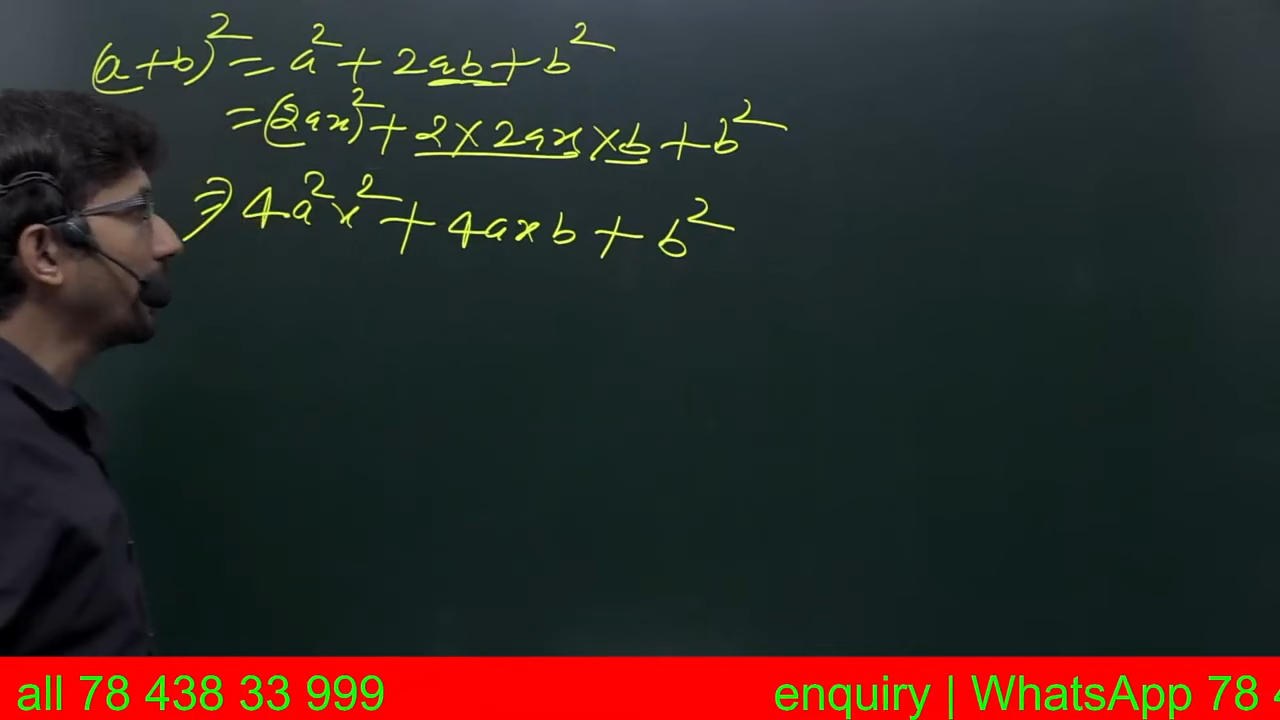 (a+b)² = a² + 2ab + b²
= (2ax)² + 2×2ax×b + b²
⇒ 4a²x² + 4axb + b²
all 78 438 33 999 enquiry | WhatsApp 78